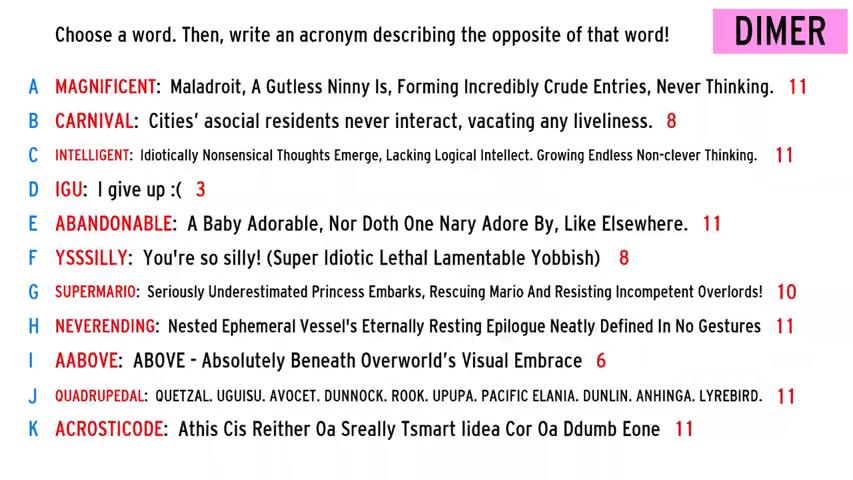 Choose a word. Then, write an acronym describing the opposite of that word!
DIMER
A MAGNIFICENT: Maladroit, A Gutless Ninny Is, Forming Incredibly Crude Entries, Never Thinking. 11
B CARNIVAL: Cities' asocial residents never interact, vacating any liveliness. 8
C INTELLIGENT: Idiotically Nonsensical Thoughts Emerge, Lacking Logical Intellect. Growing Endless Non-clever Thinking. 11
D IGU: I give up :( 3
E ABANDONABLE: A Baby Adorable, Nor Doth One Nary Adore By, Like Elsewhere. 11
F YSSSILLY: You're so silly! (Super Idiotic Lethal Lamentable Yobbish) 8
G SUPERMARIO: Seriously Underestimated Princess Embarks, Rescuing Mario And Resisting Incompetent Overlords! 10
H NEVERENDING: Nested Ephemeral Vessel's Eternally Resting Epilogue Neatly Defined In No Gestures 11
I AABOVE: ABOVE - Absolutely Beneath Overworld's Visual Embrace 6
J QUADRUPEDAL: QUETZAL. UGUISU. AVOCET. DUNNOCK. ROOK. UPUPA. PACIFIC ELANIA. DUNLIN. ANHINGA. LYREBIRD. 11
K ACROSTICODE: Athis Cis Reither Oa Sreally Tsmart Iidea Cor Oa Ddumb Eone 11